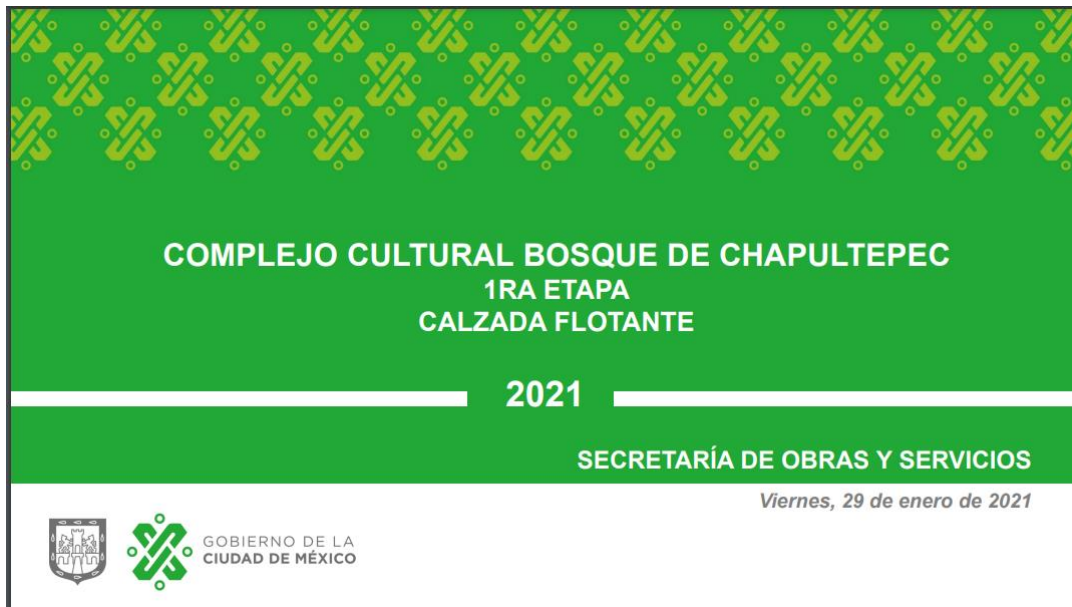 COMPLEJO CULTURAL BOSQUE DE CHAPULTEPEC
1RA ETAPA
CALZADA FLOTANTE
2021
SECRETARÍA DE OBRAS Y SERVICIOS
Viernes, 29 de enero de 2021
GOBIERNO DE LA
CIUDAD DE MÉXICO